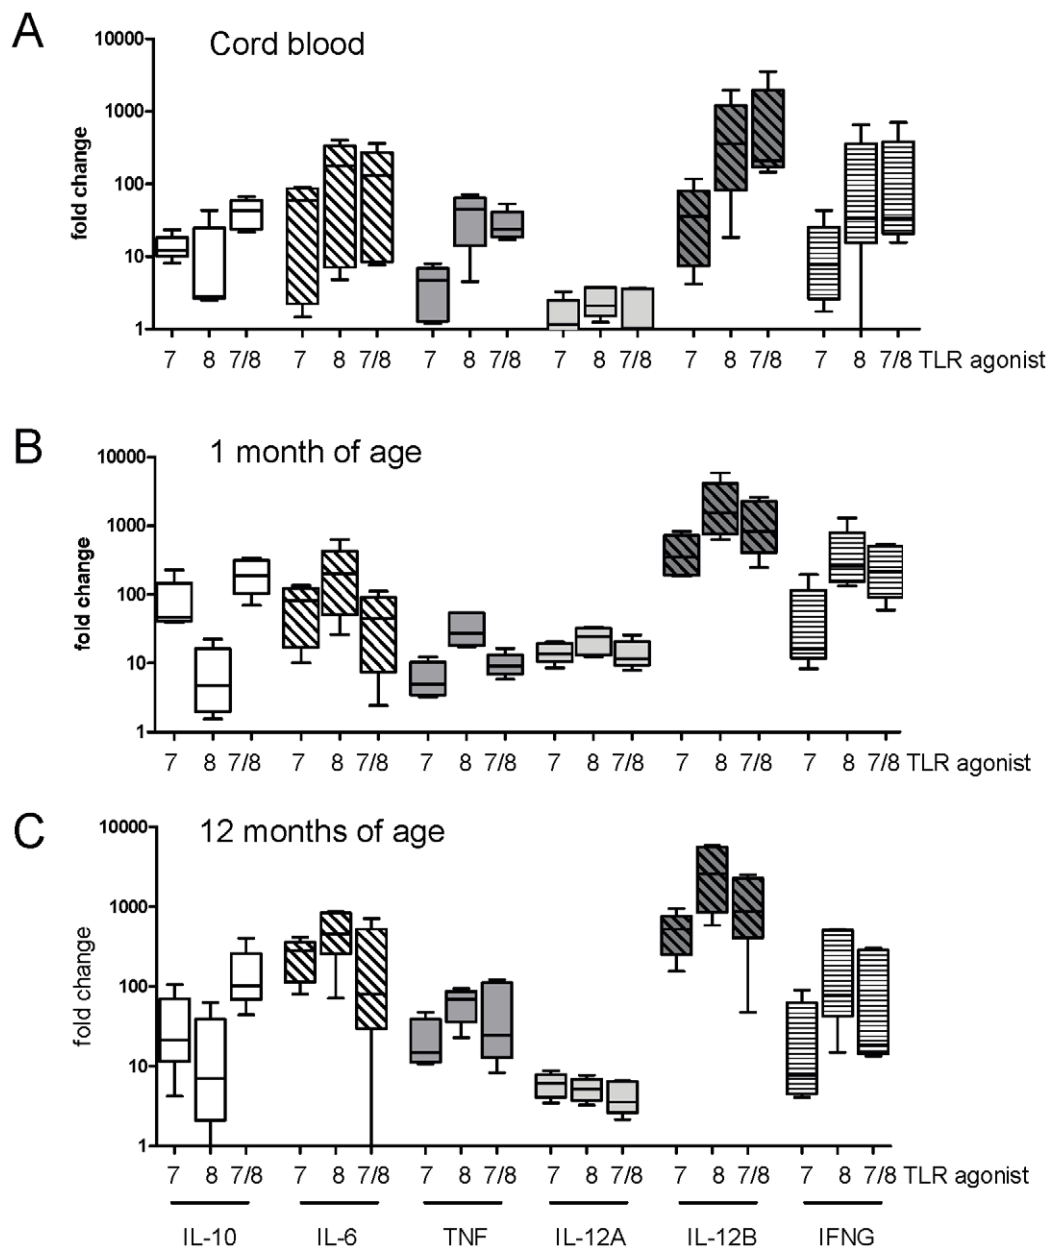 A
Cord blood
10000
1000
100
10
1
fold change
7 8 7/8 7 8 7/8 7 8 7/8 7 8 7/8 7 8 7/8 7 8 7/8 TLR agonist
B
1 month of age
10000
1000
100
10
1
fold change
7 8 7/8 7 8 7/8 7 8 7/8 7 8 7/8 7 8 7/8 7 8 7/8 TLR agonist
C
12 months of age
10000
1000
100
10
1
fold change
7 8 7/8 7 8 7/8 7 8 7/8 7 8 7/8 7 8 7/8 7 8 7/8 TLR agonist
IL-10 IL-6 TNF IL-12A IL-12B IFNG